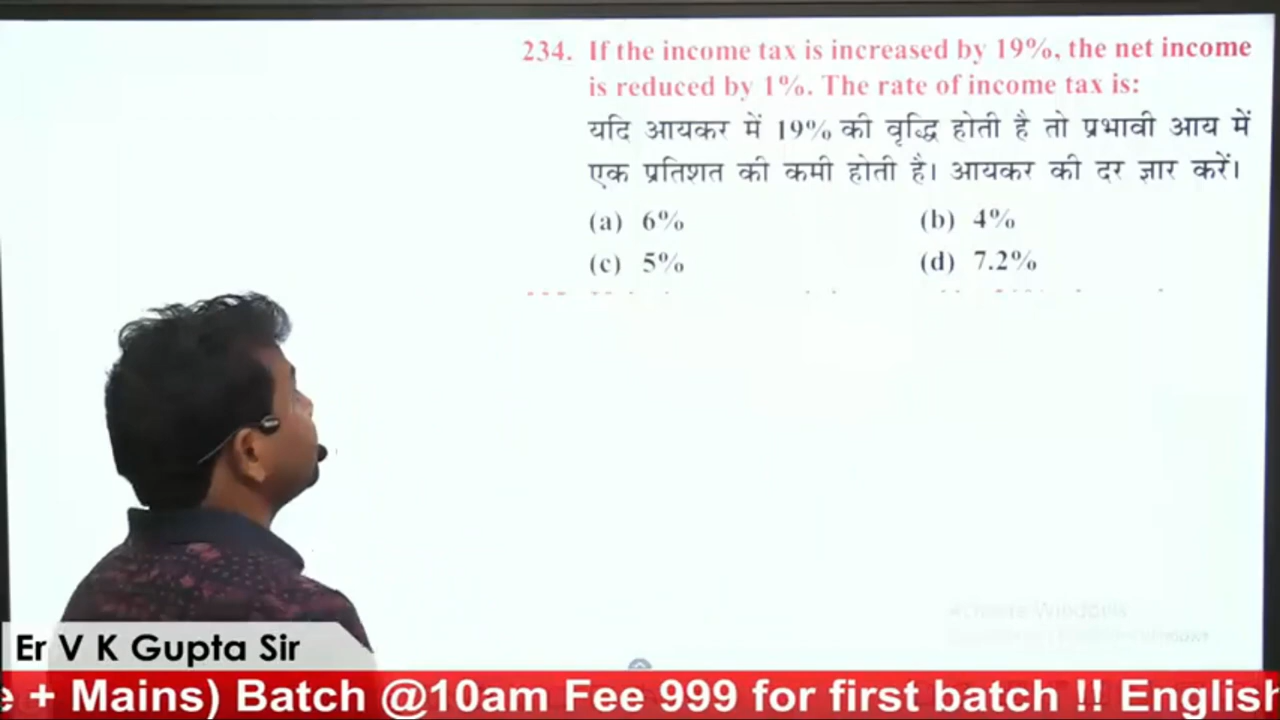 234. If the income tax is increased by 19%, the net income
is reduced by 1%. The rate of income tax is:
यदि आयकर में 19% की वृद्धि होती है तो प्रभावी आय में
एक प्रतिशत की कमी होती है। आयकर की दर ज्ञार करें।
(a) 6% (b) 4%
(c) 5% (d) 7.2%
Activate Windows
Er V K Gupta Sir
e + Mains) Batch @10am Fee 999 for first batch !! English